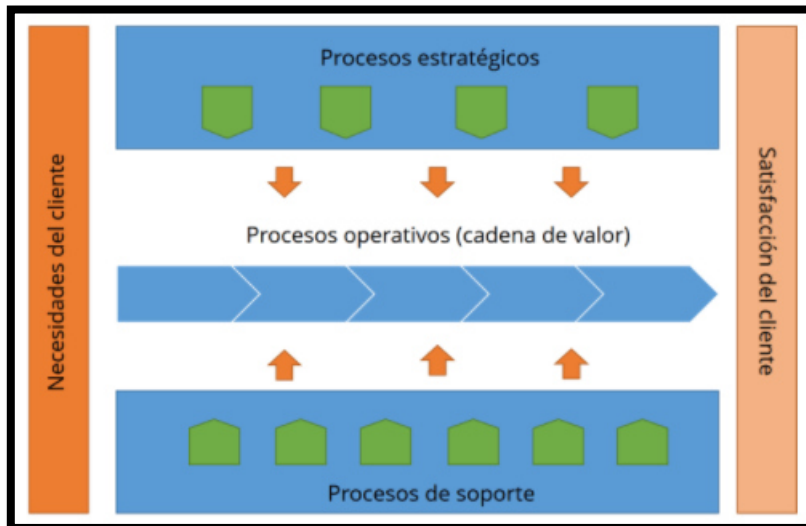 Necesidades del cliente
Procesos estratégicos
Procesos operativos (cadena de valor)
Procesos de soporte
Satisfacción del cliente